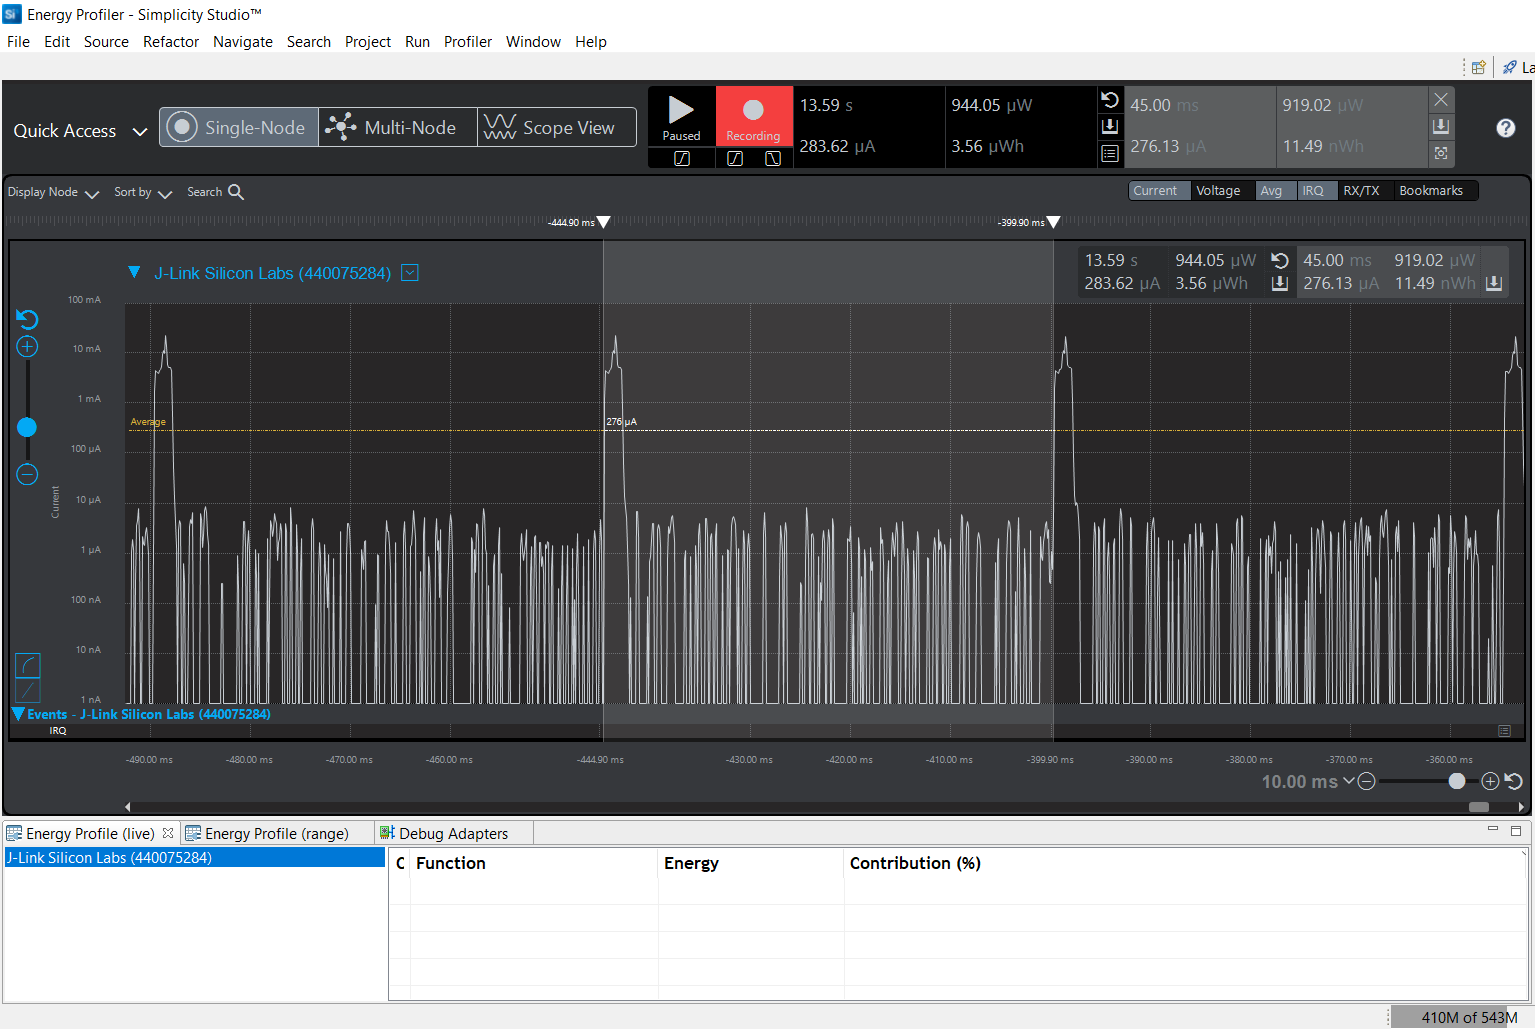 Energy Profiler - Simplicity Studio™
File Edit Source Refactor Navigate Search Project Run Profiler Window Help
La
Quick Access
Single-Node
Multi-Node
Scope View
Paused
Recording
13.59 s
283.62 µA
944.05 µW
3.56 µWh
45.00 ms
276.13 µA
919.02 µW
11.49 nWh
Display Node
Sort by
Search
Current Voltage Avg IRQ RX/TX Bookmarks
-444.90 ms
-399.90 ms
J-Link Silicon Labs (440075284)
13.59 s 944.05 µW 45.00 ms 919.02 µW
283.62 µA 3.56 µWh 276.13 µA 11.49 nWh
100 mA
10 mA
1 mA
Average
276 µA
100 µA
Current
10 µA
1 µA
100 nA
10 nA
1 nA
Events - J-Link Silicon Labs (440075284)
IRQ
-490.00 ms -480.00 ms -470.00 ms -460.00 ms -444.90 ms -430.00 ms -420.00 ms -410.00 ms -399.90 ms -390.00 ms -380.00 ms -370.00 ms -360.00 ms
10.00 ms
Energy Profile (live) Energy Profile (range) Debug Adapters
J-Link Silicon Labs (440075284)
C Function Energy Contribution (%)
410M of 543M